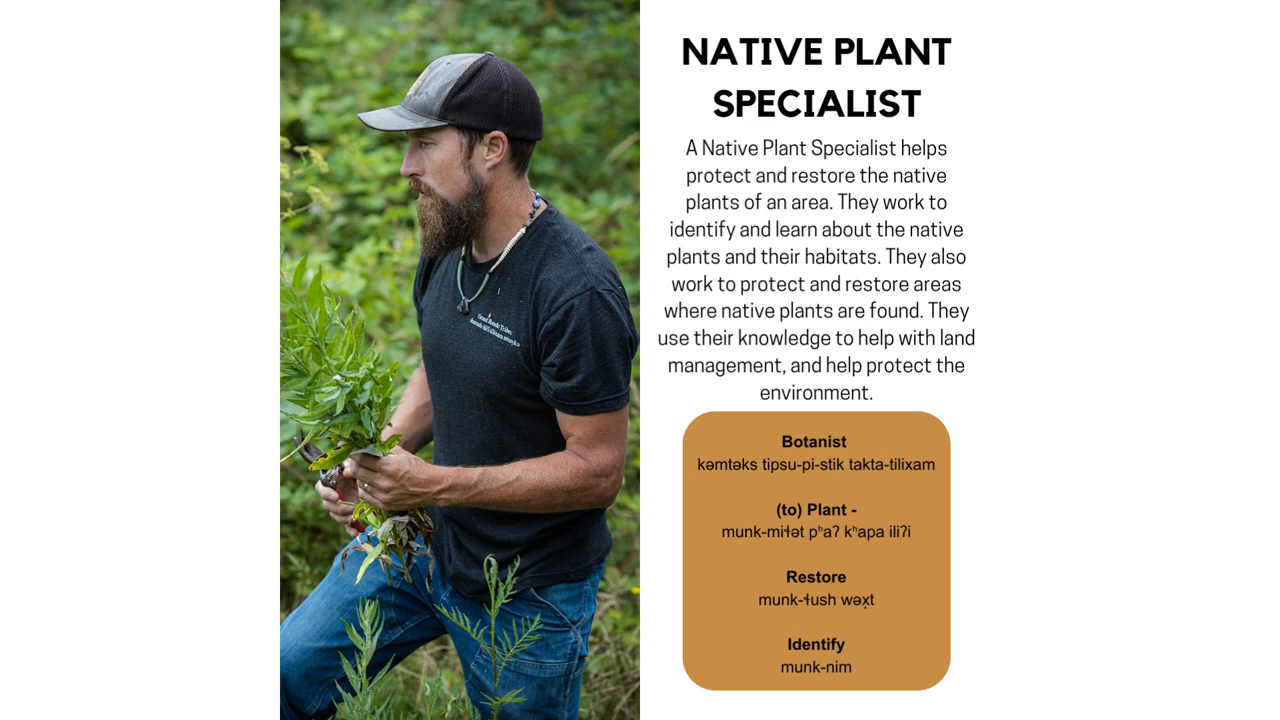 NATIVE PLANT
SPECIALIST
A Native Plant Specialist helps
protect and restore the native
plants of an area. They work to
identify and learn about the native
plants and their habitats. They also
work to protect and restore areas
where native plants are found. They
use their knowledge to help with land
management, and help protect the
environment.
Botanist
kəmtəks tipsu-pi-stik takta-tilixam
(to) Plant -
munk-miɬət pʰaʔ kʰapa iliʔi
Restore
munk-ɬush wəx̣t
Identify
munk-nim
Grand Ronde Tribe